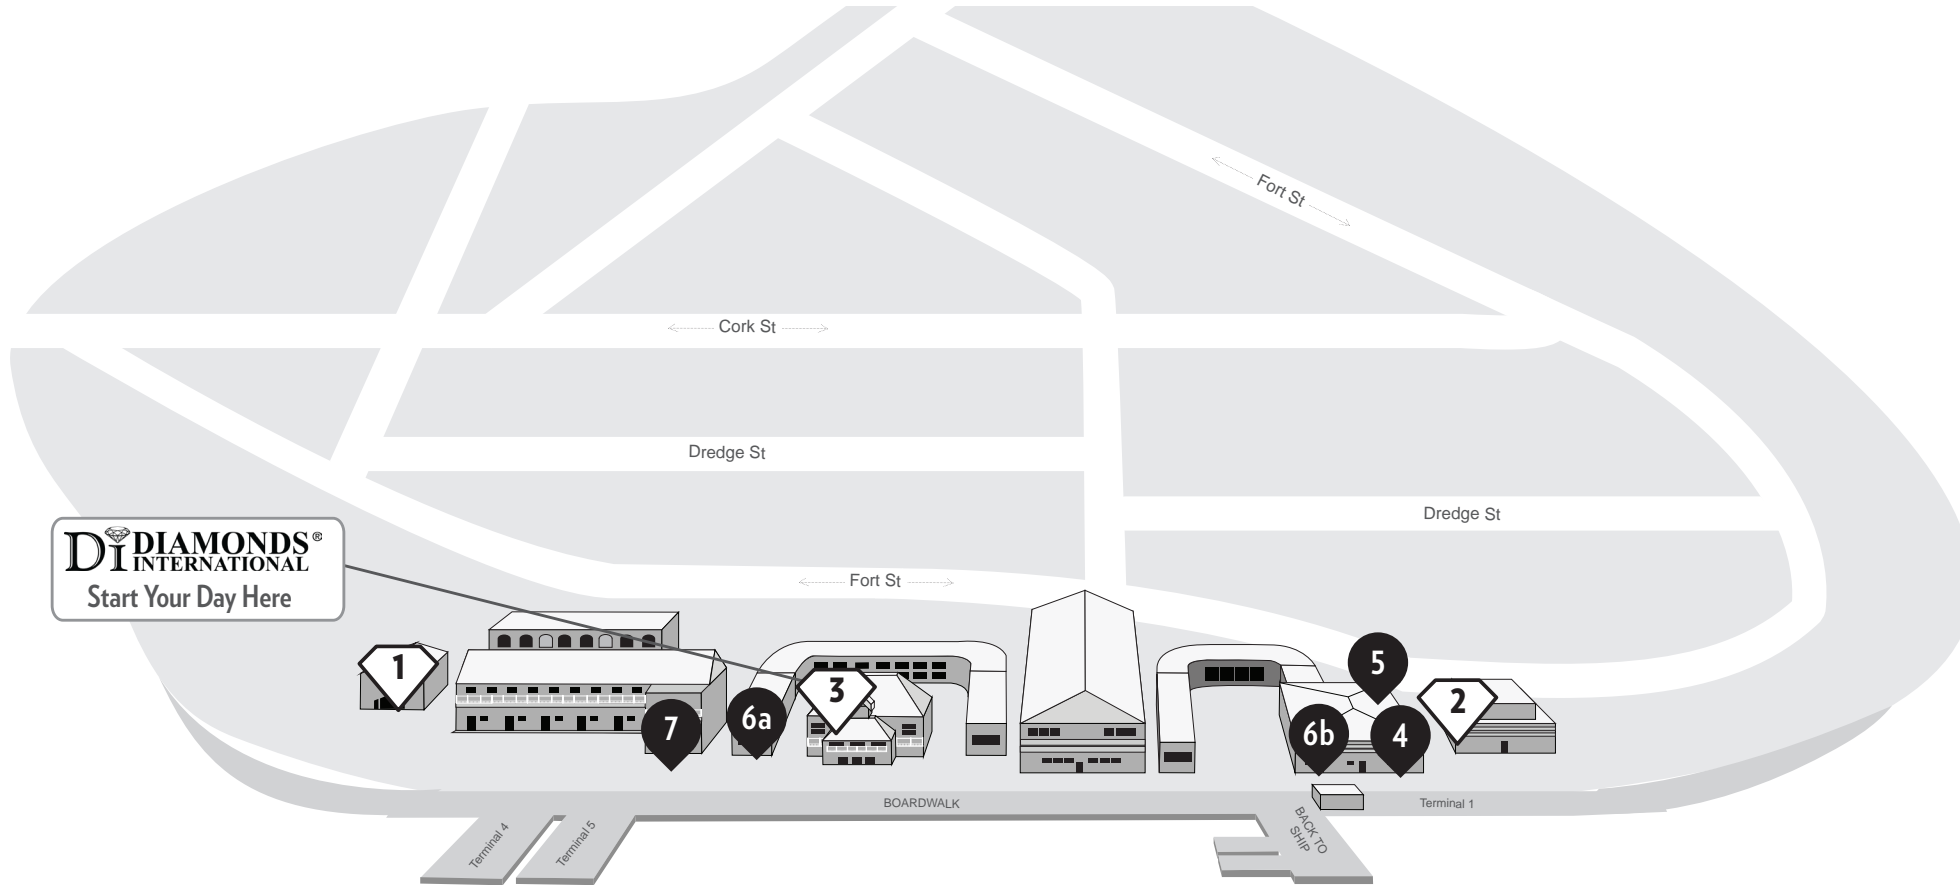 Fort St
Cork St
Dredge St
Dredge St
Di DIAMONDS®
INTERNATIONAL
Start Your Day Here
Fort St
1
7
6a
3
5
2
6b
4
BOARDWALK
Terminal 1
Terminal 4
Terminal 5
BACK TO
SHIP